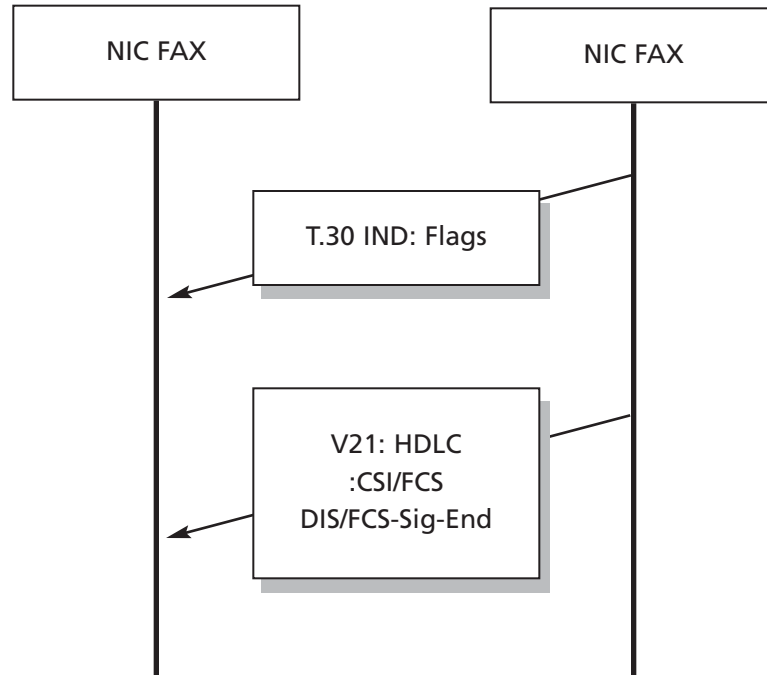 NIC FAX
NIC FAX
T.30 IND: Flags
V21: HDLC
:CSI/FCS
DIS/FCS-Sig-End